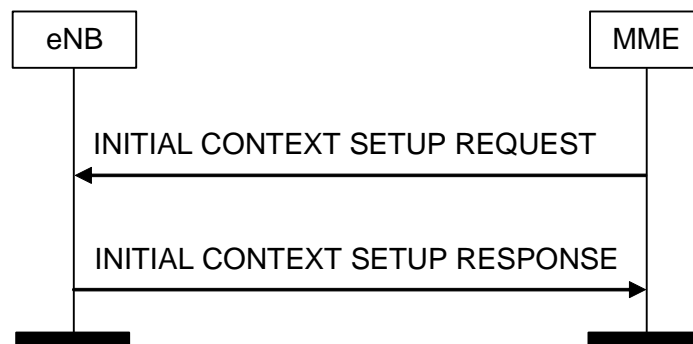 eNB
MME
INITIAL CONTEXT SETUP REQUEST
INITIAL CONTEXT SETUP RESPONSE